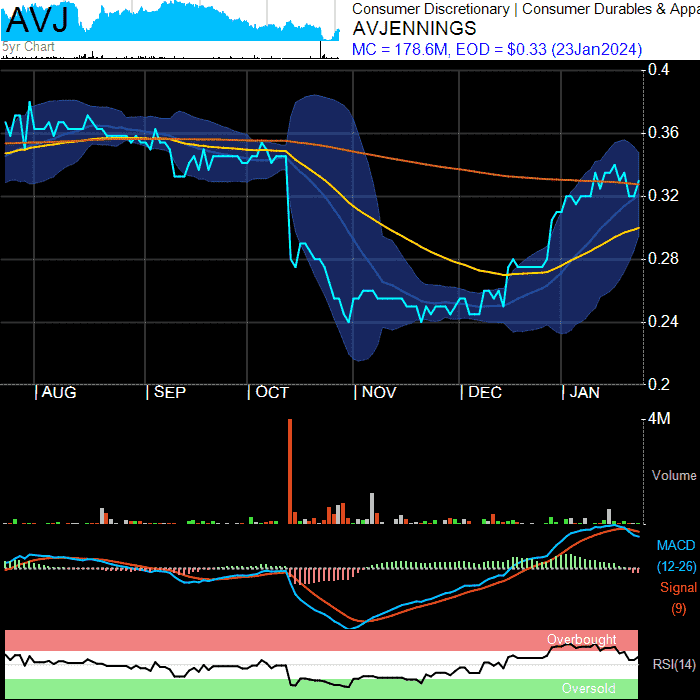 AVJ
5yr Chart
Consumer Discretionary | Consumer Durables & Appa
AVJENNINGS
MC = 178.6M, EOD = $0.33 (23Jan2024)
0.4
0.36
0.32
0.28
0.24
0.2
| AUG | SEP | OCT | NOV | DEC | JAN
4M
Volume
MACD
(12-26)
Signal
(9)
Overbought
RSI(14)
Oversold